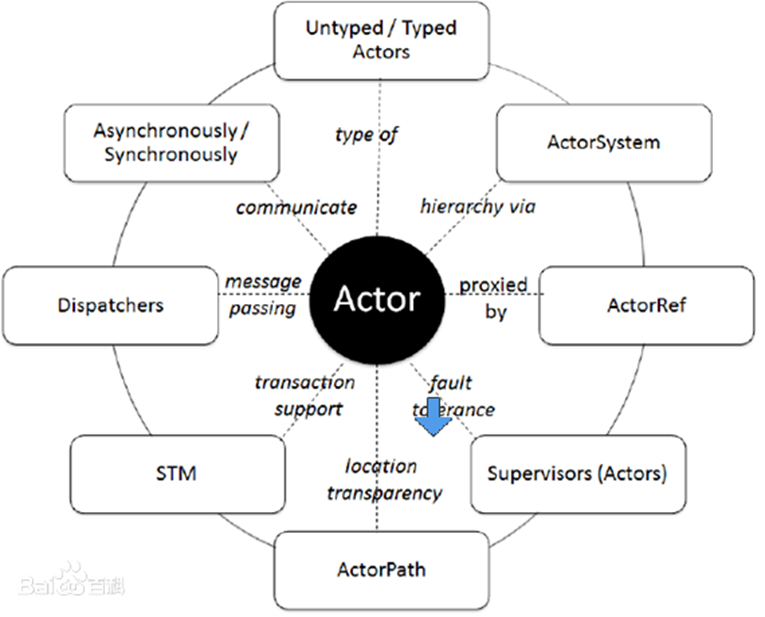 Untyped / Typed
Actors
Asynchronously /
Synchronously
type of
ActorSystem
communicate
hierarchy via
Dispatchers
message
passing
Actor
proxied
by
ActorRef
transaction
support
fault
tolerance
STM
location
transparency
Supervisors (Actors)
ActorPath
Bai百科